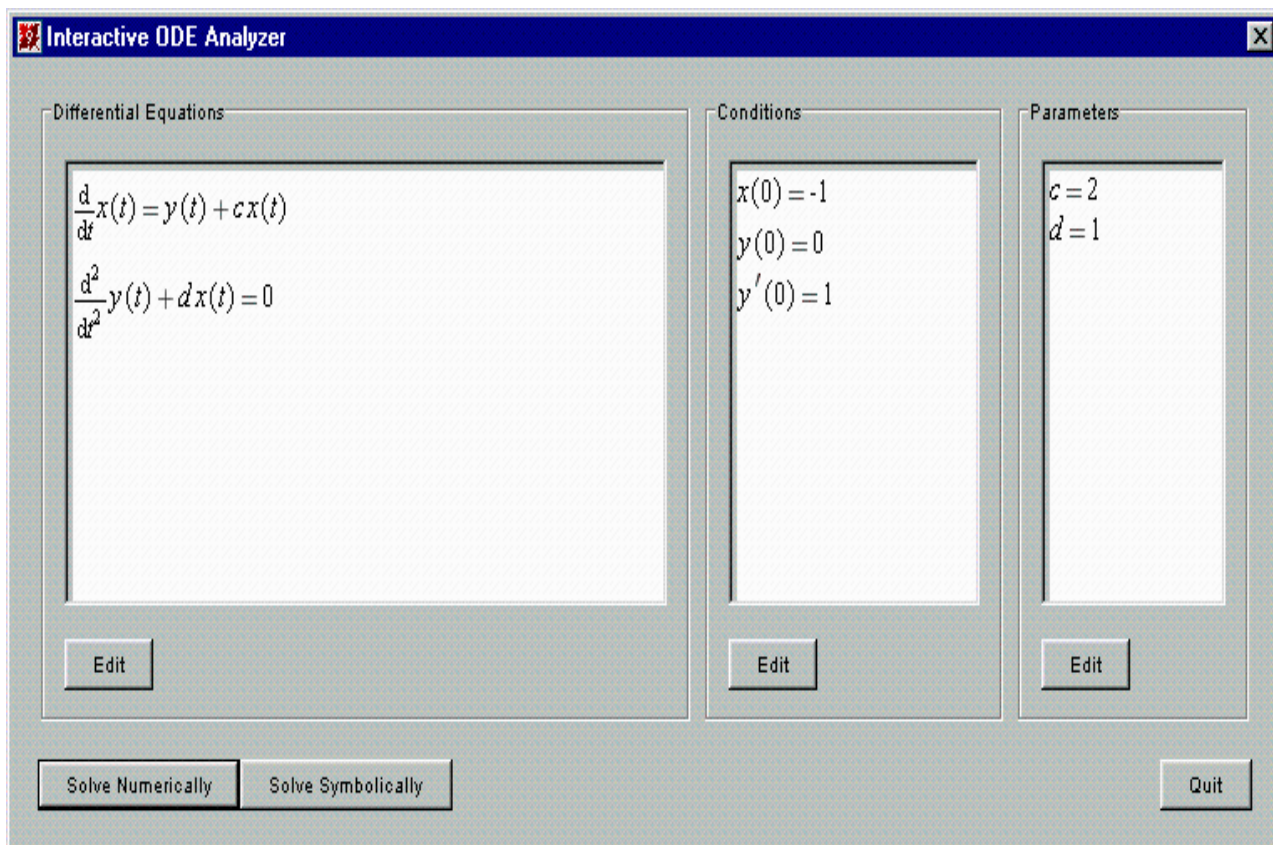 Interactive ODE Analyzer
Differential Equations
d/dt x(t) = y(t) + c x(t)
d²/dt² y(t) + d x(t) = 0
Edit
Conditions
x(0) = -1
y(0) = 0
y′(0) = 1
Edit
Parameters
c = 2
d = 1
Edit
Solve Numerically
Solve Symbolically
Quit